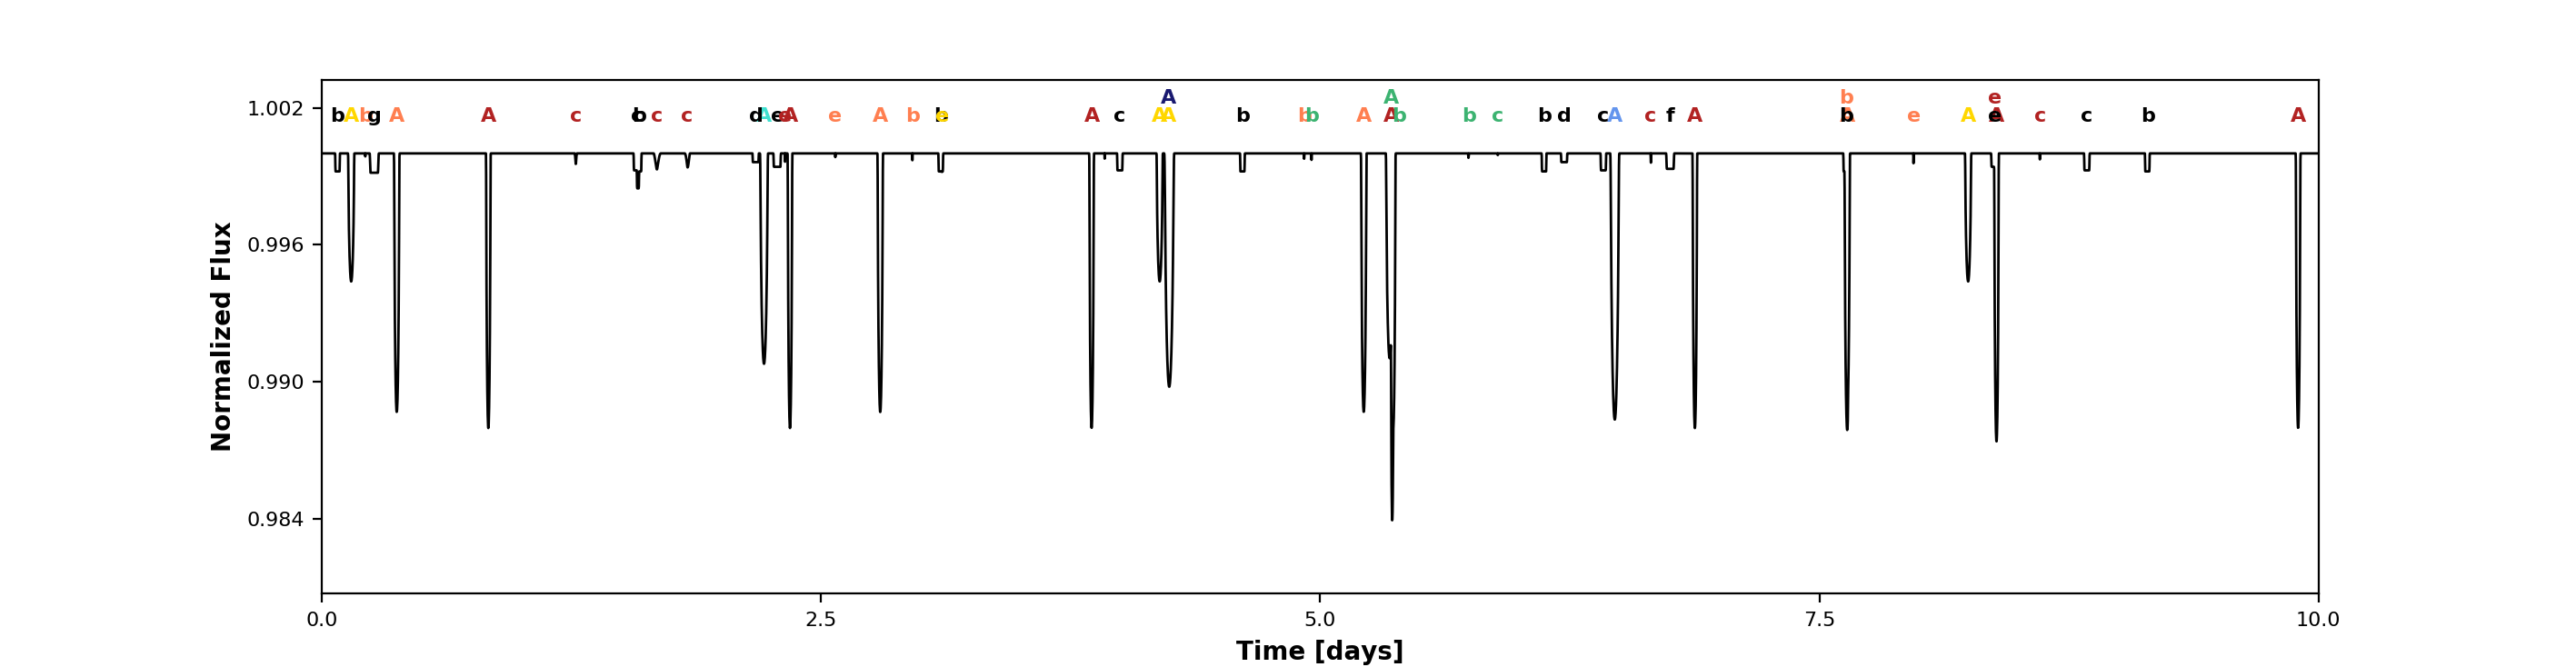 A A b e
b A b g A A c b c c d A e e A e A b b e A c A A b b b A A b b c b d c A c f A b A e A e A c c b A
1.002
0.996
0.990
0.984
Normalized Flux
0.0 2.5 5.0 7.5 10.0
Time [days]